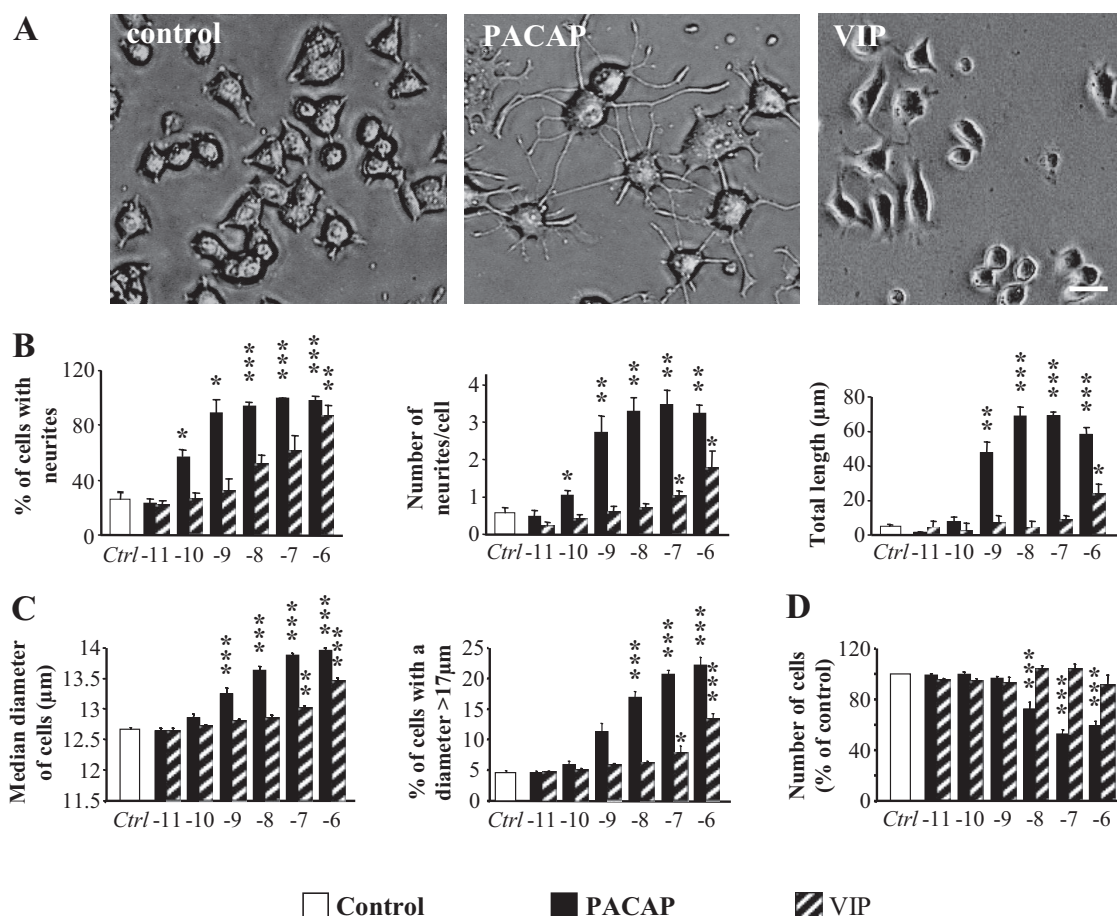 A
control
PACAP
VIP
B
% of cells with
neurites
120
80
40
0
* * *** *** *** **
Ctrl -11 -10 -9 -8 -7 -6
Number of
neurites/cell
4
3
2
1
0
* ** ** ** * ** *
Ctrl -11 -10 -9 -8 -7 -6
Total length (µm)
80
60
40
20
0
** *** *** *** *
Ctrl -11 -10 -9 -8 -7 -6
C
Median diameter
of cells (µm)
14
13.5
13
12.5
12
11.5
*** *** *** ** *** ***
Ctrl -11 -10 -9 -8 -7 -6
% of cells with a
diameter >17µm
25
20
15
10
5
0
*** *** * *** ***
Ctrl -11 -10 -9 -8 -7 -6
D
Number of cells
(% of control)
120
80
40
0
*** *** ***
Ctrl -11 -10 -9 -8 -7 -6
Control
PACAP
VIP